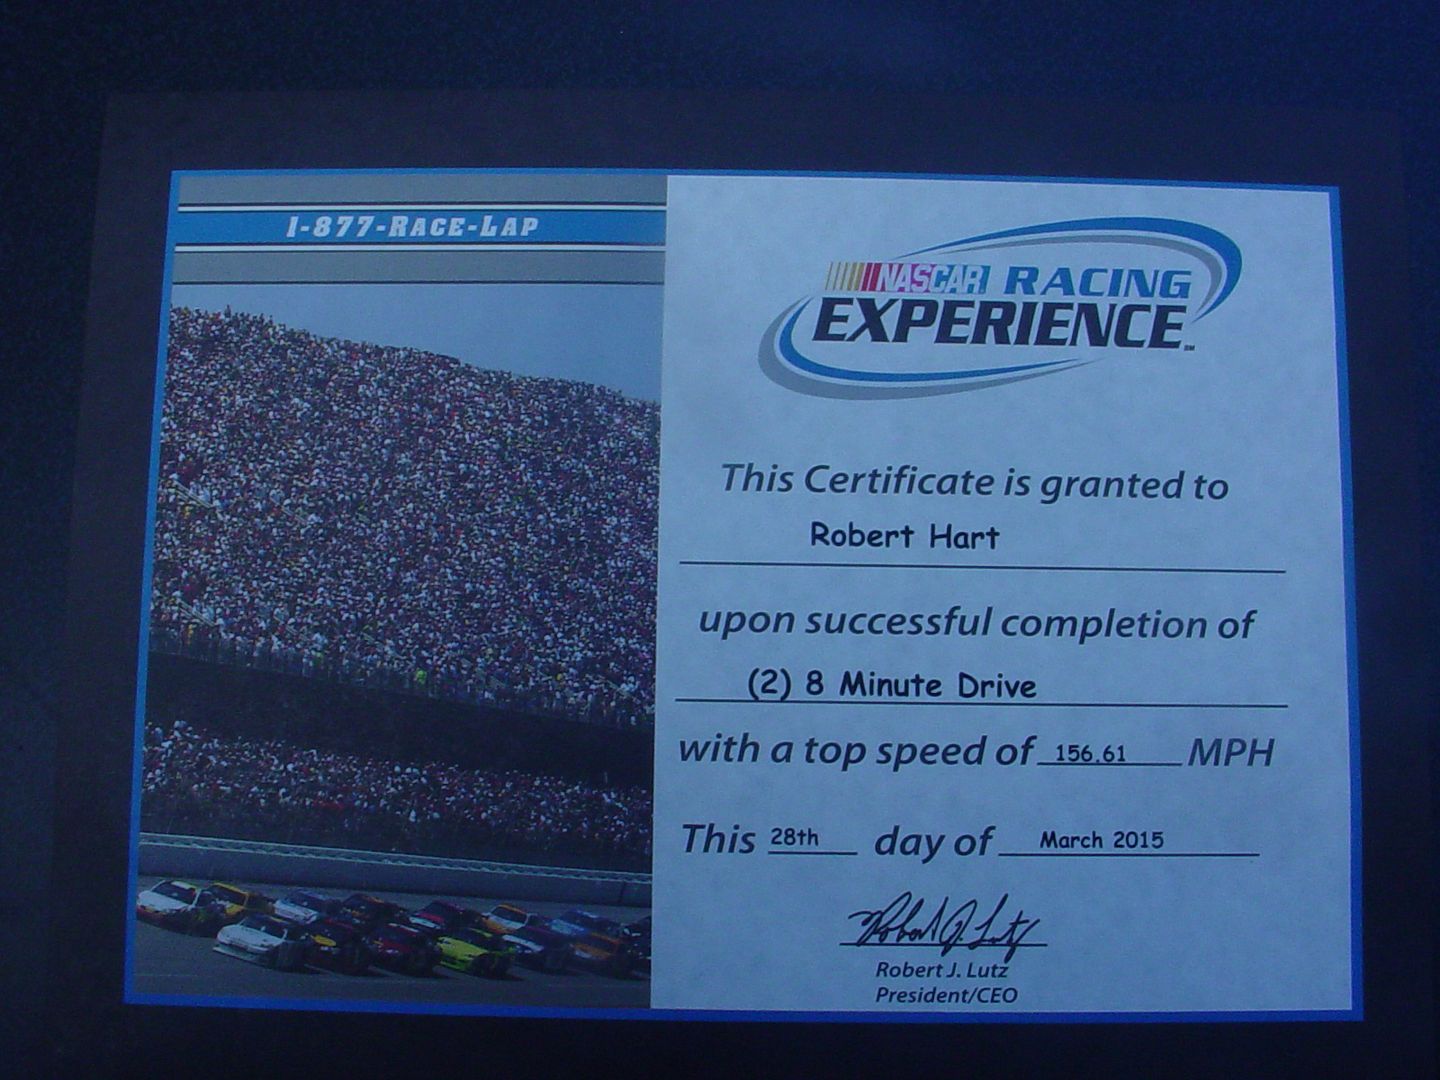 1-877-RACE-LAP
NASCAR RACING
EXPERIENCE
This Certificate is granted to
Robert Hart
upon successful completion of
(2) 8 Minute Drive
with a top speed of 156.61 MPH
This 28th day of March 2015
Robert J. Lutz
Robert J. Lutz
President/CEO